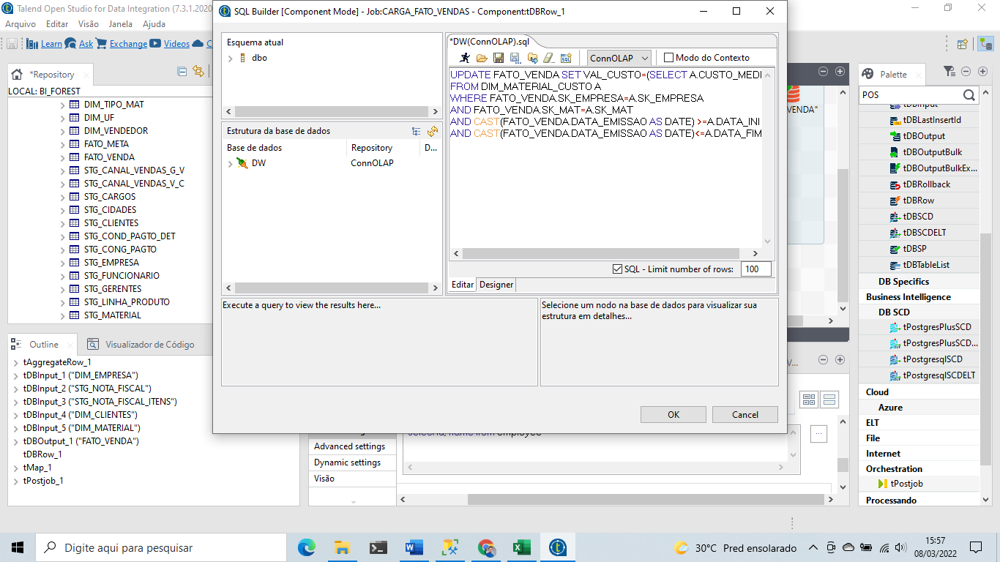 Talend Open Studio for Data Integration (7.3.1.2020
Arquivo Editar Visão Janela Ajuda
Learn Ask Exchange Videos
*Repository
LOCAL: BI_FOREST
DIM_TIPO_MAT
DIM_UF
DIM_VENDEDOR
FATO_META
FATO_VENDA
STG_CANAL_VENDAS_G_V
STG_CANAL_VENDAS_V_C
STG_CARGOS
STG_CIDADES
STG_CLIENTES
STG_COND_PAGTO_DET
STG_CONG_PAGTO
STG_EMPRESA
STG_FUNCIONARIO
STG_GERENTES
STG_LINHA_PRODUTO
STG_MATERIAL
Outline Visualizador de Código
tAggregateRow_1
tDBInput_1 ("DIM_EMPRESA")
tDBInput_2 ("STG_NOTA_FISCAL")
tDBInput_3 ("STG_NOTA_FISCAL_ITENS")
tDBInput_4 ("DIM_CLIENTES")
tDBInput_5 ("DIM_MATERIAL")
tDBOutput_1 ("FATO_VENDA")
tDBRow_1
tMap_1
tPostjob_1
SQL Builder [Component Mode] - Job:CARGA_FATO_VENDAS - Component:tDBRow_1
Esquema atual
dbo
Estrutura da base de dados
Base de dados Repository D...
DW ConnOLAP
*DW(ConnOLAP).sql
ConnOLAP Modo do Contexto
UPDATE FATO_VENDA SET VAL_CUSTO=(SELECT A.CUSTO_MEDI
FROM DIM_MATERIAL_CUSTO A
WHERE FATO_VENDA.SK_EMPRESA=A.SK_EMPRESA
AND FATO_VENDA.SK_MAT=A.SK_MAT
AND CAST(FATO_VENDA.DATA_EMISSAO AS DATE) >=A.DATA_INI
AND CAST(FATO_VENDA.DATA_EMISSAO AS DATE)<=A.DATA_FIM
SQL - Limit number of rows: 100
Editar Designer
Execute a query to view the results here...
Selecione um nodo na base de dados para visualizar sua
estrutura em detalhes...
OK Cancel
VENDA"
V...
select id, name from employee
Advanced settings
Dynamic settings
Visão
...
Palette
POS
tDBInput
tDBLastInsertId
tDBOutput
tDBOutputBulk
tDBOutputBulkEx...
tDBRollback
tDBRow
tDBSCD
tDBSCDELT
tDBSP
tDBTableList
DB Specifics
Business Intelligence
DB SCD
tPostgresPlusSCD
tPostgresPlusSCD...
tPostgresqlSCD
tPostgresqlSCDELT
Cloud
Azure
ELT
File
Internet
Orchestration
tPostjob
Processando
Digite aqui para pesquisar
30°C Pred ensolarado
15:57
08/03/2022